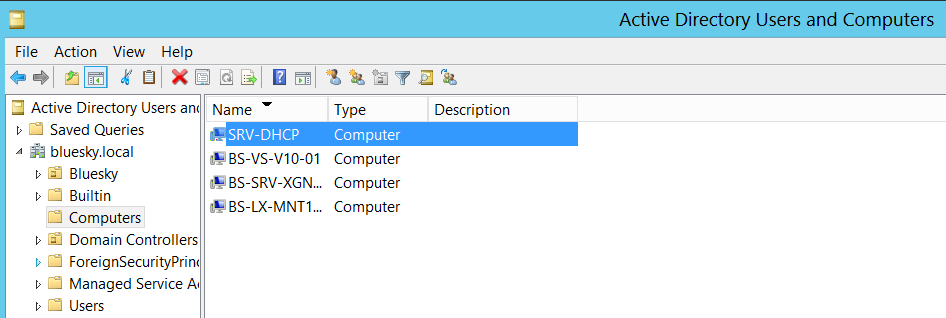 Active Directory Users and Computers
File Action View Help
Active Directory Users and
Saved Queries
bluesky.local
Bluesky
Builtin
Computers
Domain Controllers
ForeignSecurityPrinc
Managed Service A
Users
Name Type Description
SRV-DHCP Computer
BS-VS-V10-01 Computer
BS-SRV-XGN... Computer
BS-LX-MNT1... Computer